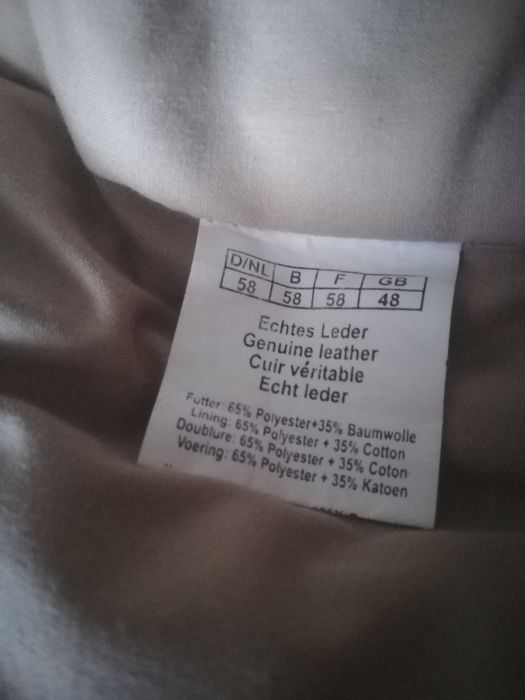 D/NL B F GB
58 58 58 48
Echtes Leder
Genuine leather
Cuir véritable
Echt leder
Futter: 65% Polyester+35% Baumwolle
Lining: 65% Polyester + 35% Cotton
Doublure: 65% Polyester + 35% Coton
Voering: 65% Polyester + 35% Katoen